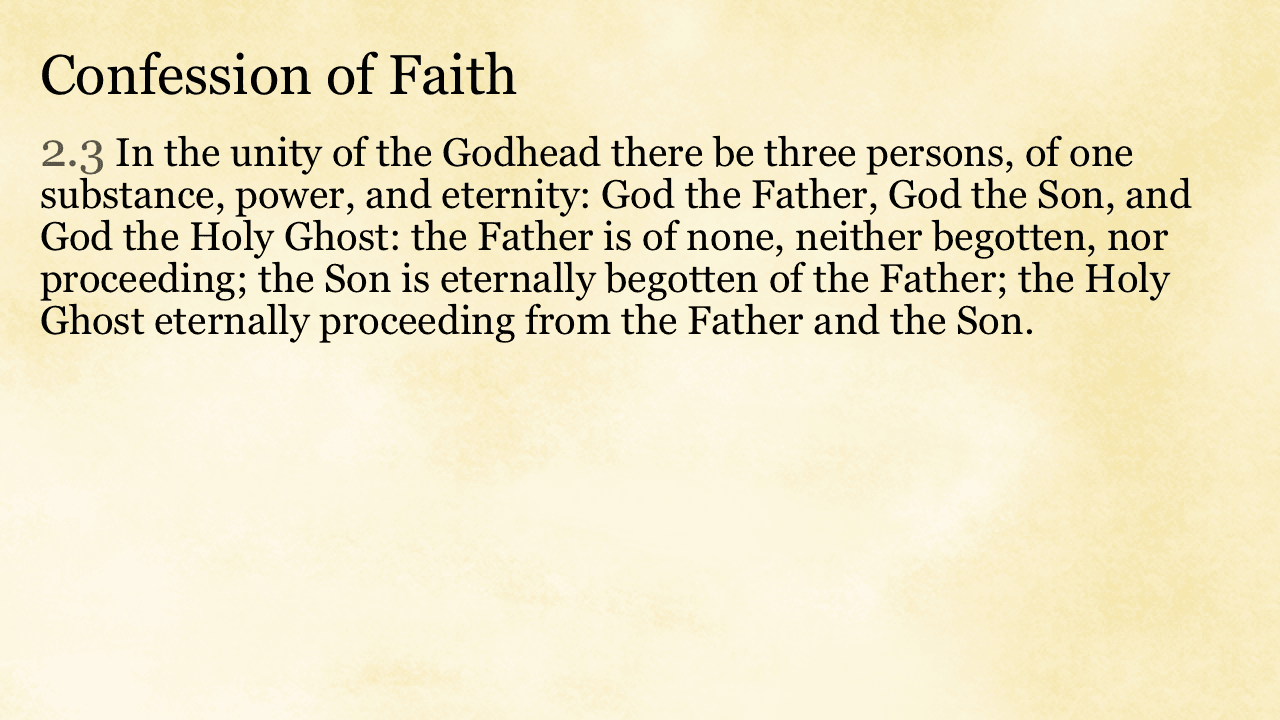 Confession of Faith
2.3 In the unity of the Godhead there be three persons, of one
substance, power, and eternity: God the Father, God the Son, and
God the Holy Ghost: the Father is of none, neither begotten, nor
proceeding; the Son is eternally begotten of the Father; the Holy
Ghost eternally proceeding from the Father and the Son.